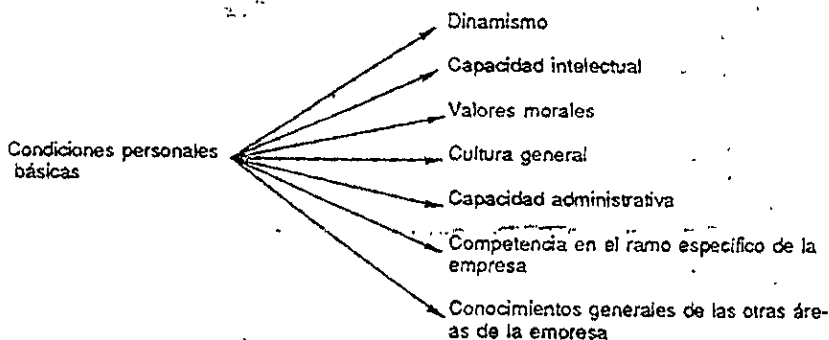 Dinamismo
Capacidad intelectual
Valores morales
Condiciones personales
básicas
Cultura general
Capacidad administrativa
Competencia en el ramo específico de la
empresa
Conocimientos generales de las otras áre-
as de la empresa